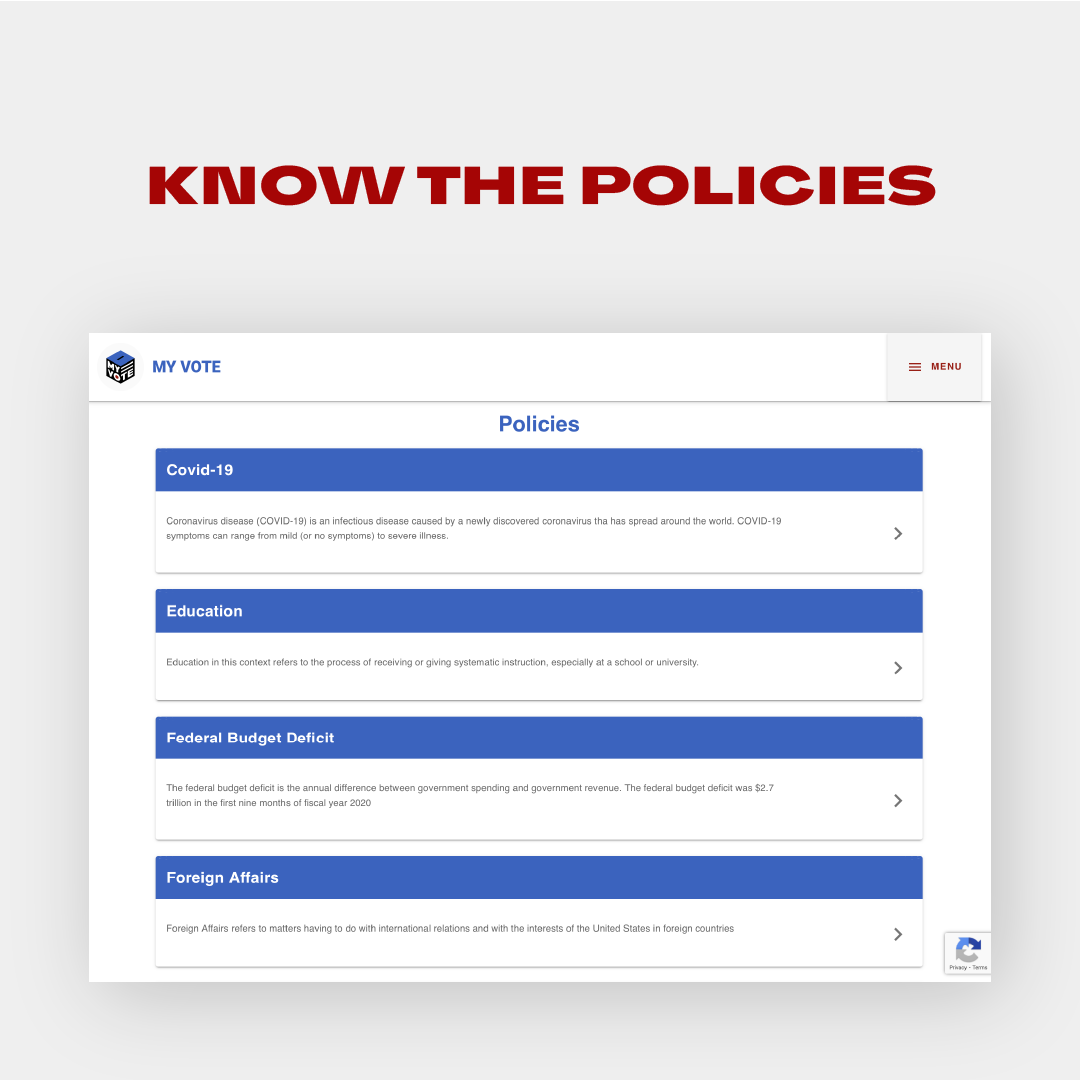 KNOW THE POLICIES
MY VOTE
MY VOTE
MENU
Policies
Covid-19
Coronavirus disease (COVID-19) is an infectious disease caused by a newly discovered coronavirus tha has spread around the world. COVID-19
symptoms can range from mild (or no symptoms) to severe illness.
Education
Education in this context refers to the process of receiving or giving systematic instruction, especially at a school or university.
Federal Budget Deficit
The federal budget deficit is the annual difference between government spending and government revenue. The federal budget deficit was $2.7
trillion in the first nine months of fiscal year 2020
Foreign Affairs
Foreign Affairs refers to matters having to do with international relations and with the interests of the United States in foreign countries
Privacy - Terms